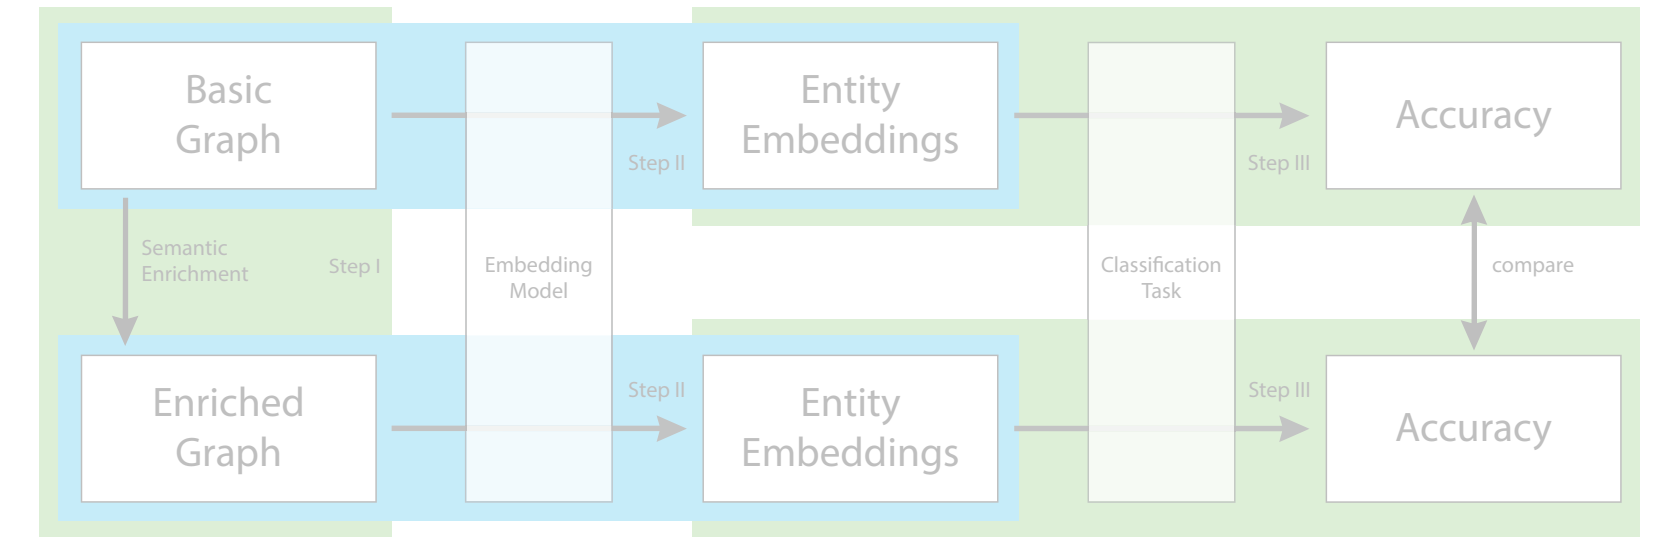 Basic
Graph
Step II
Entity
Embeddings
Step III
Accuracy
Semantic
Enrichment
Step I
Embedding
Model
Classification
Task
compare
Enriched
Graph
Step II
Entity
Embeddings
Step III
Accuracy